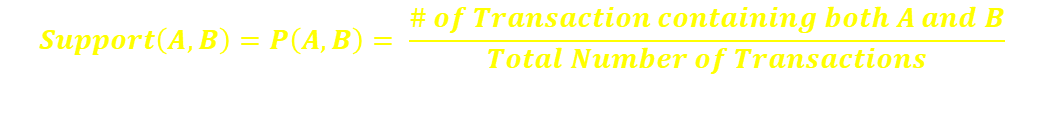 Support(A, B) = P(A, B) = # of Transaction containing both A and B
Total Number of Transactions